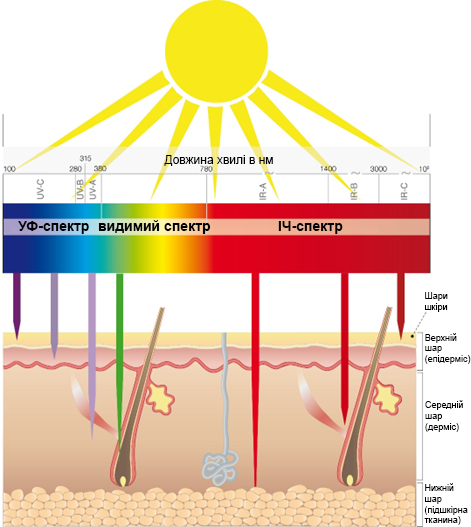 Довжина хвилі в нм
315
100 280 380 780 1400 3000 10⁶
UV-C UV-B UV-A IR-A IR-B IR-C
УФ-спектр видимий спектр ІЧ-спектр
Шари
шкіри
Верхній
шар
(епідерміс)
Середній
шар
(дерміс)
Нижній
шар
(підшкірна
тканина)